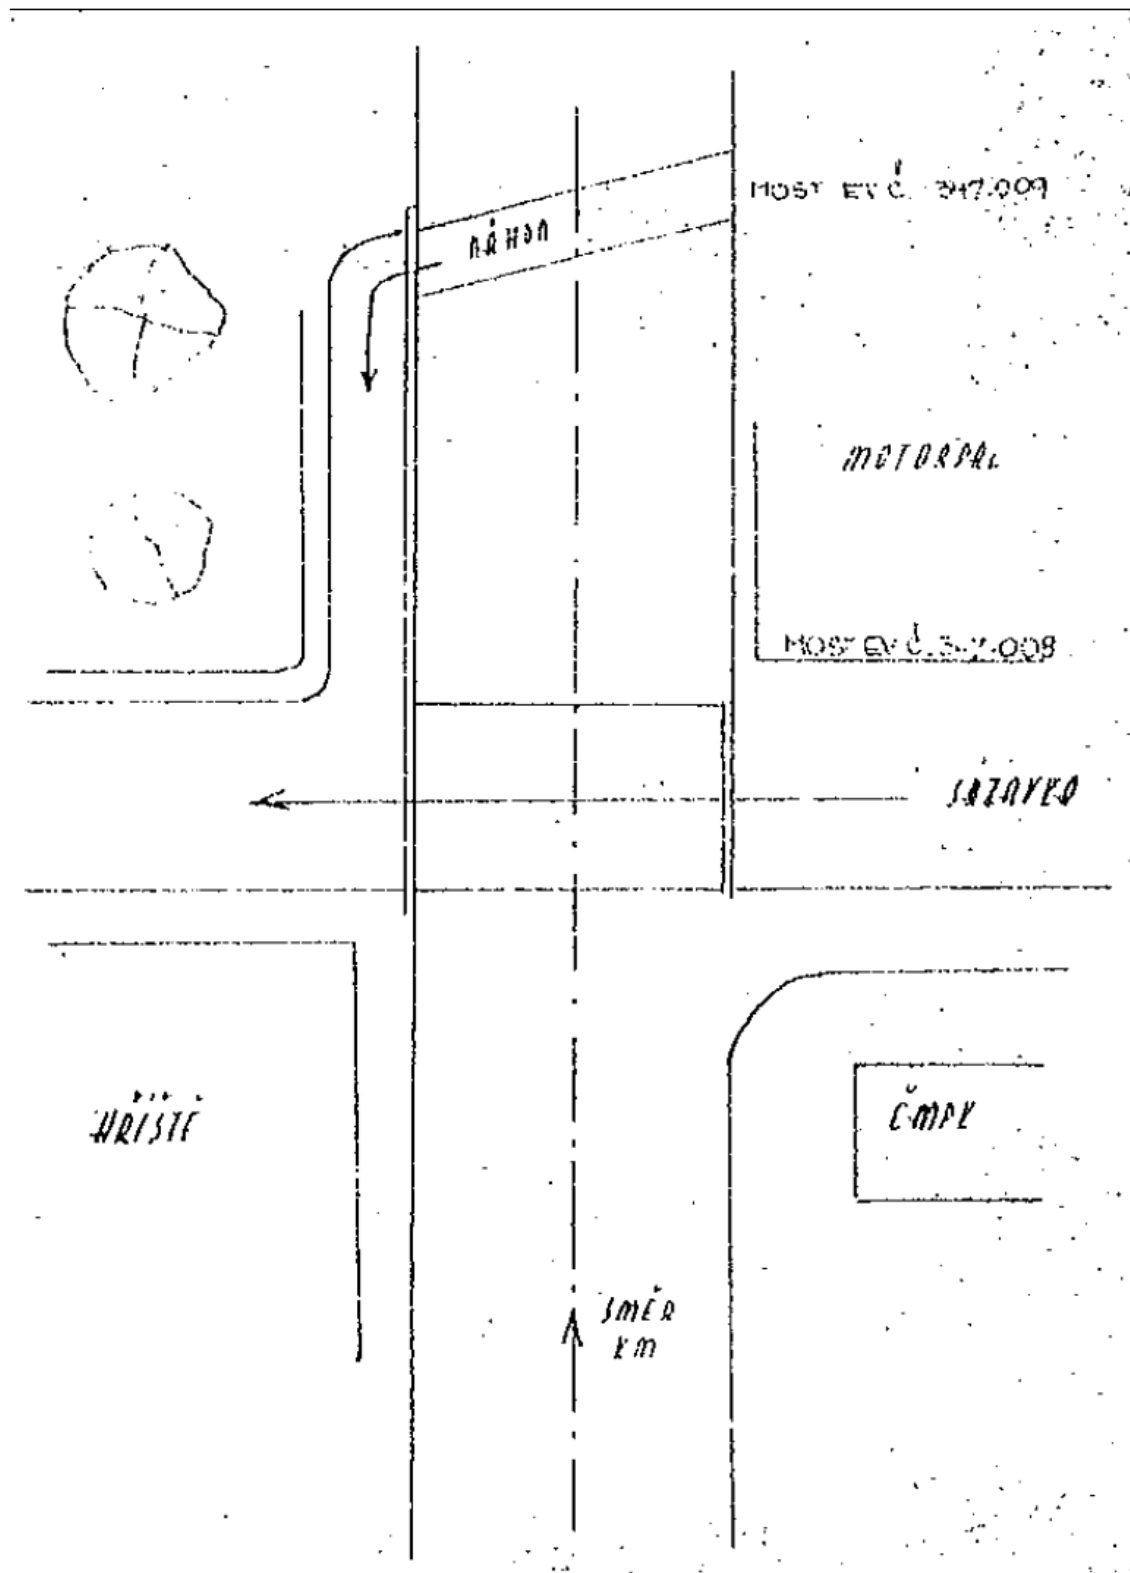 MOST EV. Č. 347-009
NÁHON
MOTORPAL
MOST EV. Č. 347-008
SÁZAVKA
HŘIŠTĚ
ČMPK
SMĚR
KM